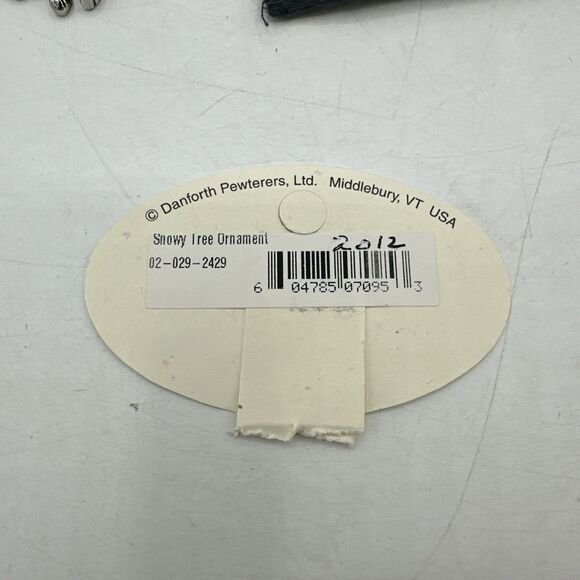 © Danforth Pewterers, Ltd. Middlebury, VT USA
Snowy Tree Ornament 2012
02-029-2429
6 04785 07095 3